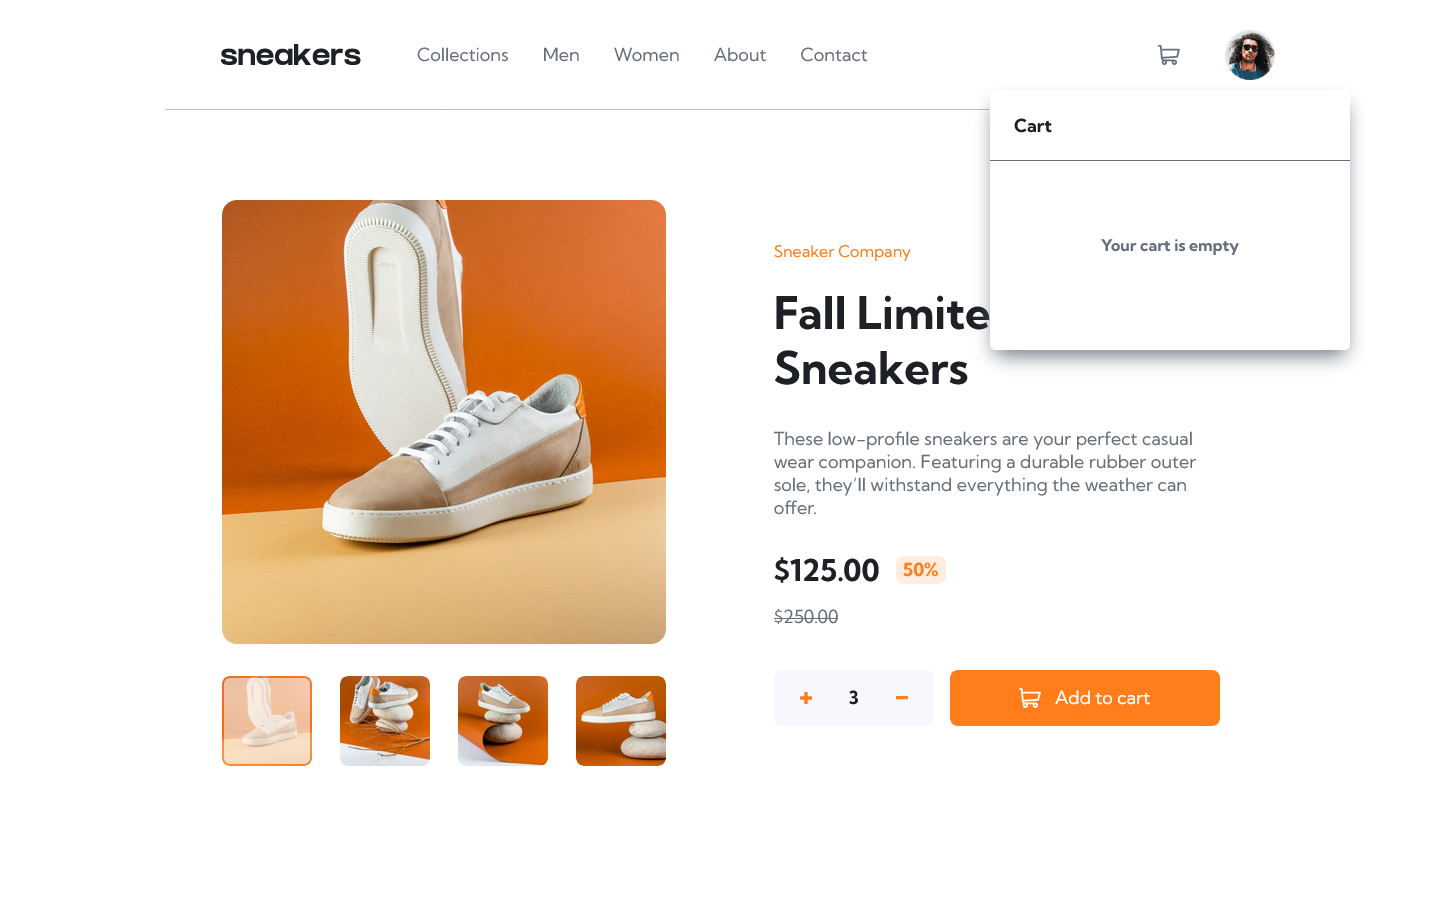 sneakers
Collections
Men
Women
About
Contact
Cart
Your cart is empty
Sneaker Company
Fall Limite
Sneakers
These low-profile sneakers are your perfect casual
wear companion. Featuring a durable rubber outer
sole, they’ll withstand everything the weather can
offer.
$125.00 50%
$250.00
3
Add to cart